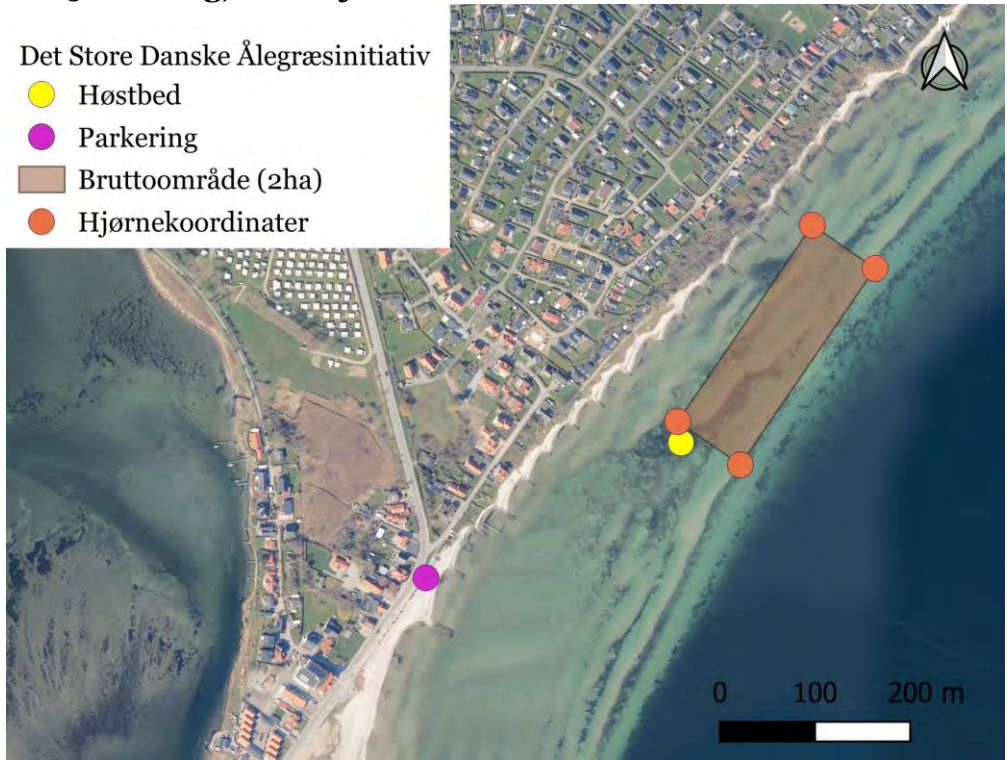 Det Store Danske Ålegræsinitiativ
Høstbed
Parkering
Bruttoområde (2ha)
Hjørnekoordinater
N
0 100 200 m